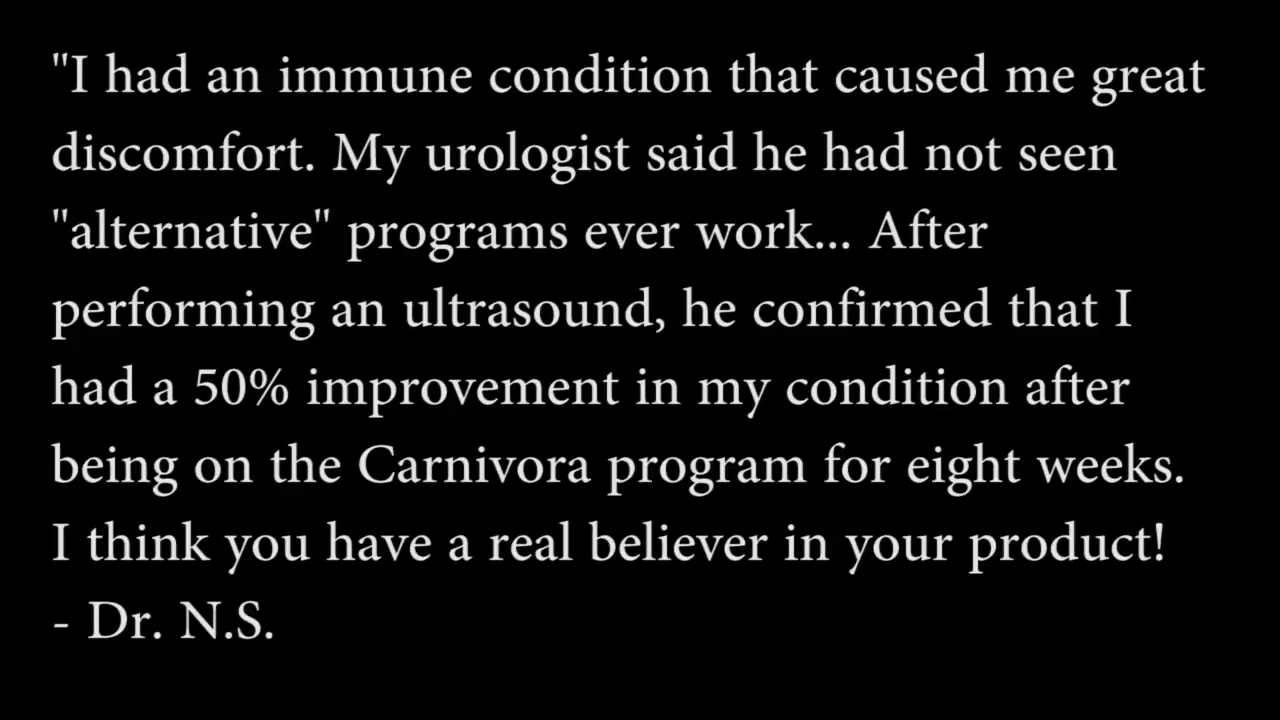 "I had an immune condition that caused me great
discomfort. My urologist said he had not seen
"alternative" programs ever work... After
performing an ultrasound, he confirmed that I
had a 50% improvement in my condition after
being on the Carnivora program for eight weeks.
I think you have a real believer in your product!
- Dr. N.S.